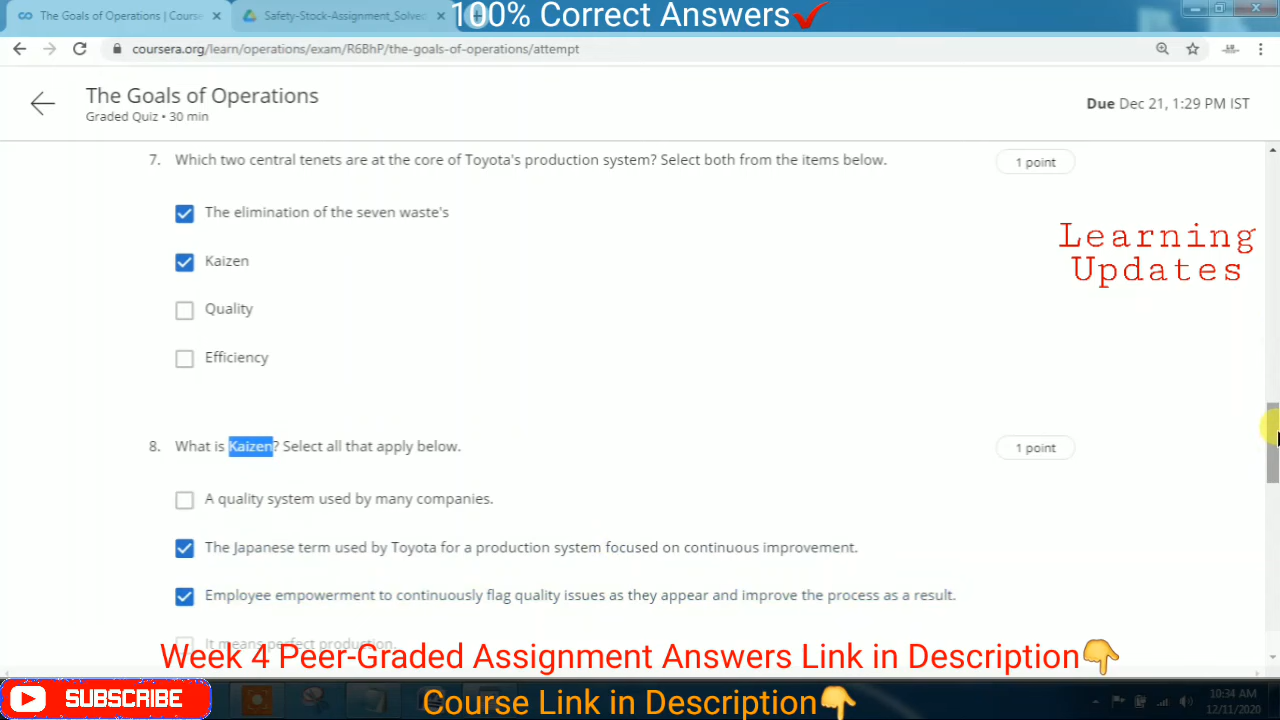 The Goals of Operations | Course
Safety-Stock-Assignment_Solve
100% Correct Answers
coursera.org/learn/operations/exam/R6BhP/the-goals-of-operations/attempt
The Goals of Operations
Graded Quiz • 30 min
Due Dec 21, 1:29 PM IST
7. Which two central tenets are at the core of Toyota's production system? Select both from the items below.
1 point
The elimination of the seven waste's
Kaizen
Quality
Efficiency
Learning
Updates
8. What is Kaizen? Select all that apply below.
1 point
A quality system used by many companies.
The Japanese term used by Toyota for a production system focused on continuous improvement.
Employee empowerment to continuously flag quality issues as they appear and improve the process as a result.
It means perfect production.
Week 4 Peer-Graded Assignment Answers Link in Description
SUBSCRIBE
Course Link in Description
10:34 AM
12/11/2020